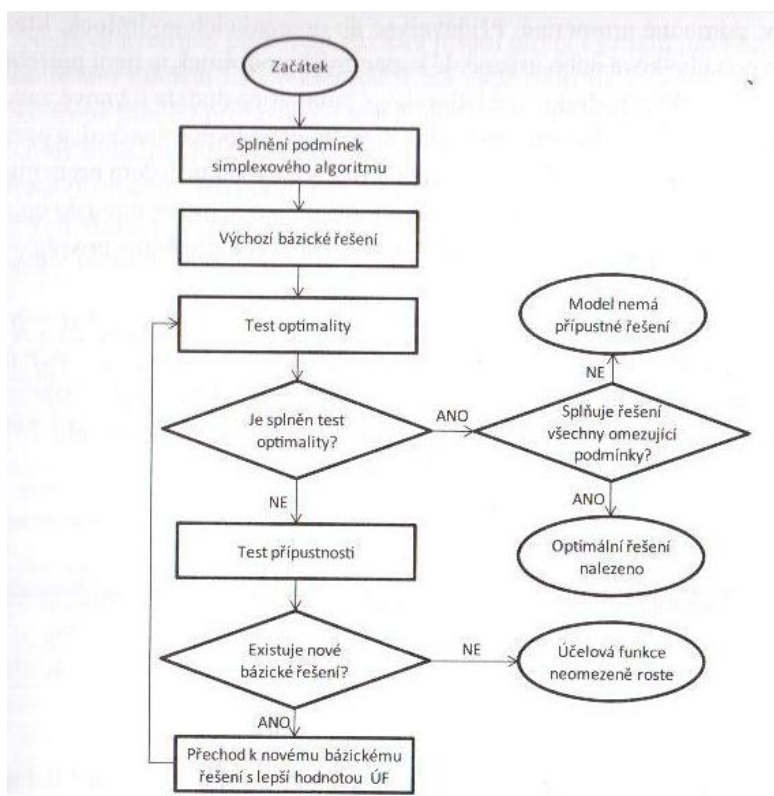 Začátek
Splnění podmínek
simplexového algoritmu
Výchozí bázické řešení
Test optimality
Model nemá
přípustné řešení
NE
Je splněn test
optimality?
ANO
Splňuje řešení
všechny omezující
podmínky?
NE
ANO
Test přípustnosti
Optimální řešení
nalezeno
Existuje nové
bázické řešení?
NE
Účelová funkce
neomezeně roste
ANO
Přechod k novému bázickému
řešení s lepší hodnotou ÚF